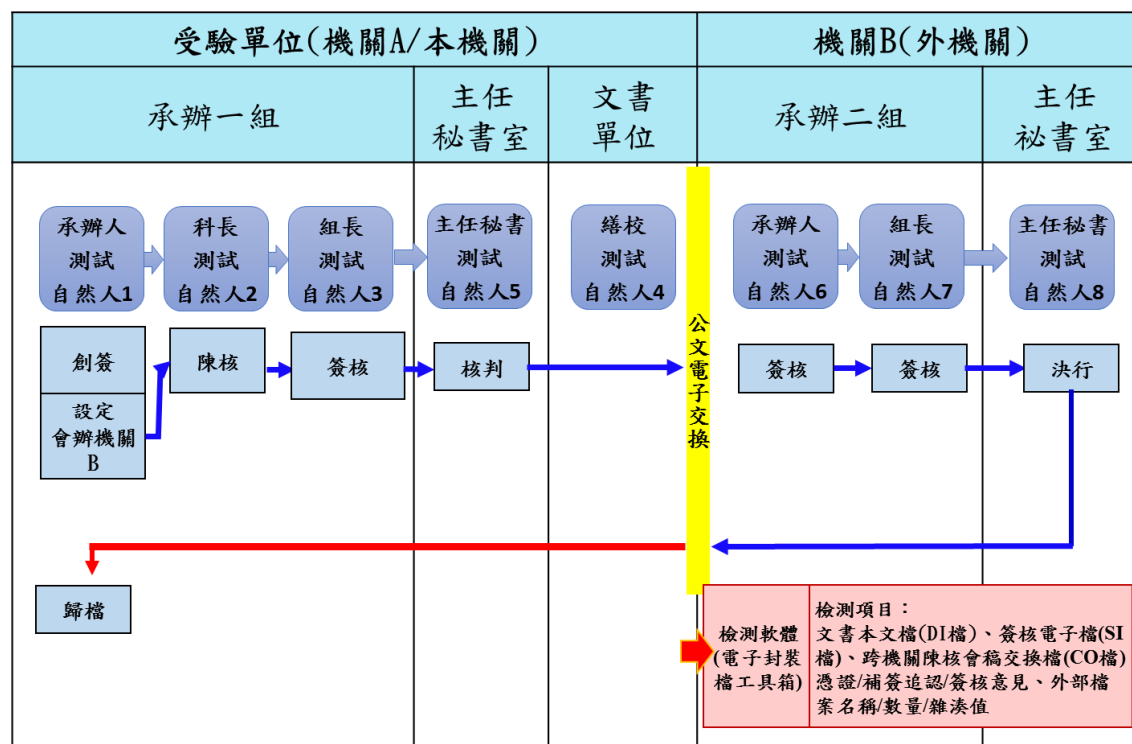 受驗單位(機關A/本機關)
機關B(外機關)
承辦一組
主任
秘書室
文書
單位
承辦二組
主任
祕書室
承辦人
測試
自然人1
科長
測試
自然人2
組長
測試
自然人3
主任秘書
測試
自然人5
繕校
測試
自然人4
承辦人
測試
自然人6
組長
測試
自然人7
主任秘書
測試
自然人8
創簽
設定
會辦機關
B
陳核
簽核
核判
公文電子交換
簽核
簽核
決行
歸檔
檢測軟體
(電子封裝
檔工具箱)
檢測項目：
文書本文檔(DI檔)、簽核電子檔(SI
檔)、跨機關陳核會稿交換檔(CO檔)
憑證/補簽追認/簽核意見、外部檔
案名稱/數量/雜湊值